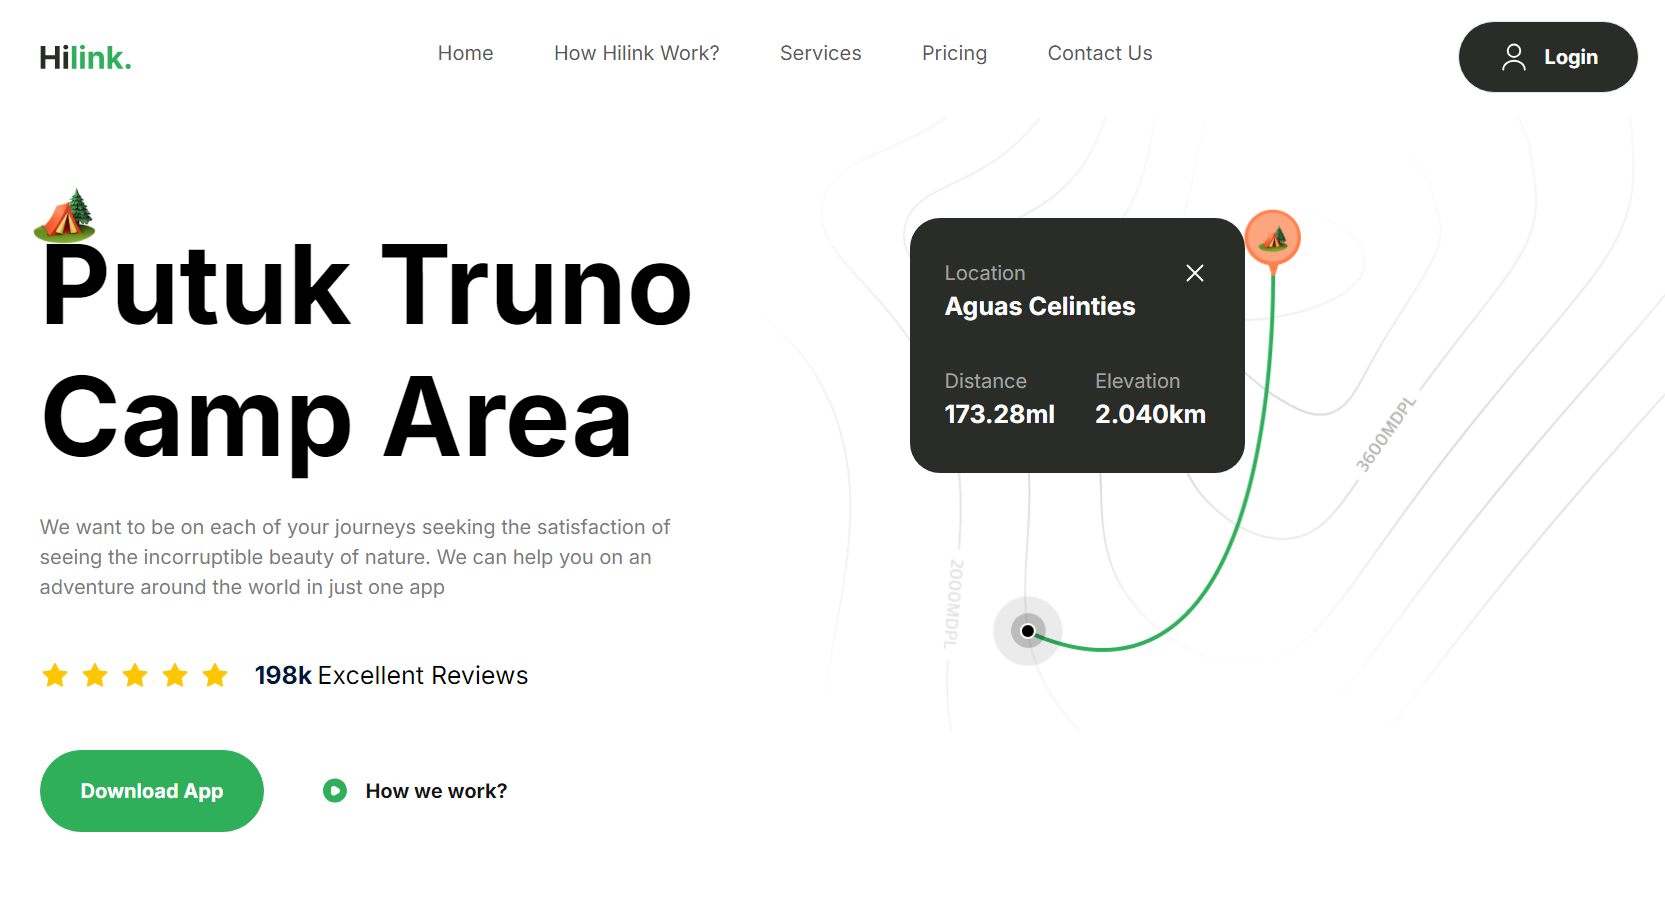 Hilink.
Home
How Hilink Work?
Services
Pricing
Contact Us
Login
Putuk Truno
Camp Area
We want to be on each of your journeys seeking the satisfaction of
seeing the incorruptible beauty of nature. We can help you on an
adventure around the world in just one app
198k Excellent Reviews
Download App
How we work?
Location
Aguas Celinties
Distance
Elevation
173.28ml
2.040km
3600MDPL
2000MDPL